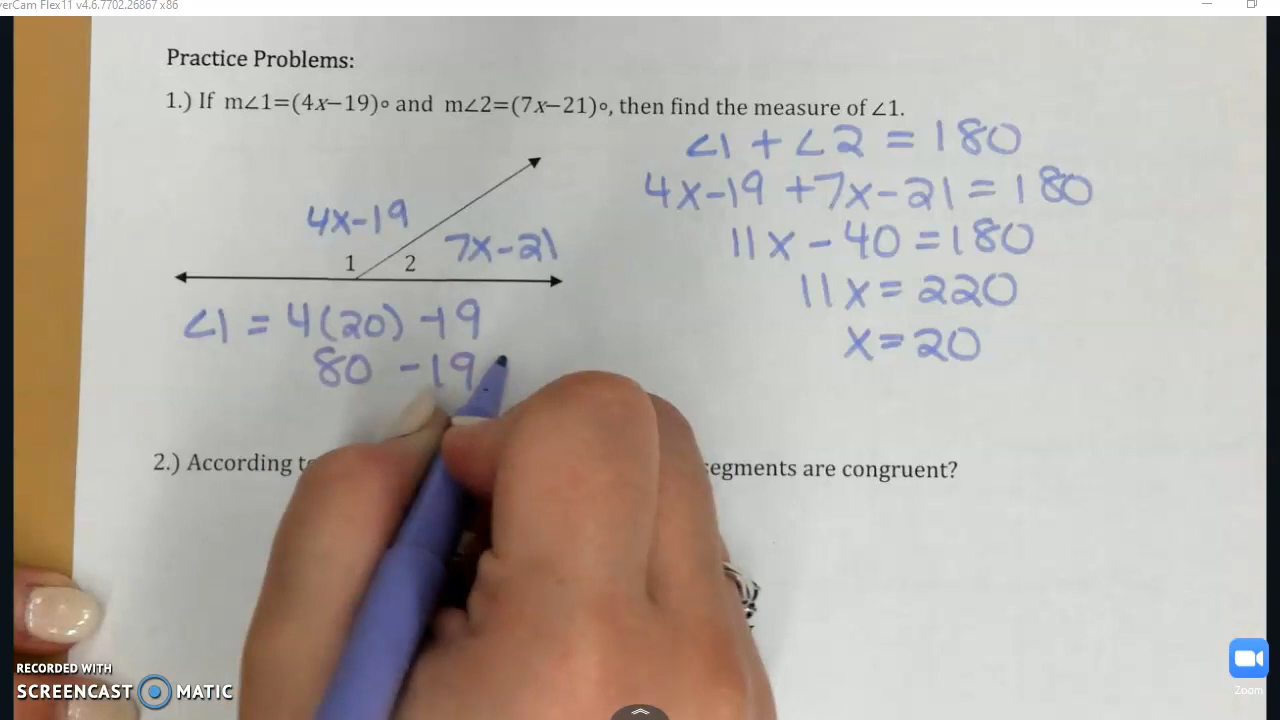 verCam Flex11 v4.6.7702.26867 x86
Practice Problems:
1.) If m∠1=(4x−19)∘ and m∠2=(7x−21)∘, then find the measure of ∠1.
∠1 + ∠2 = 180
4x-19 +7x-21 = 180
11x - 40 = 180
11x = 220
x = 20
4x-19
7x-21
1 2
∠1 = 4(20) -19
80 -19
2.) According segments are congruent?
RECORDED WITH
SCREENCAST MATIC
Zoom